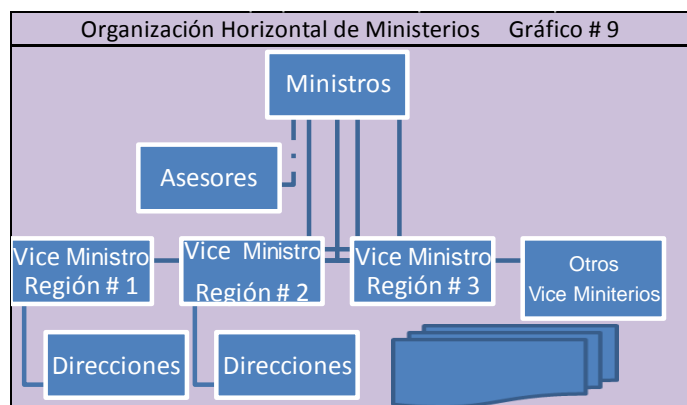 Organización Horizontal de Ministerios Gráfico # 9
Ministros
Asesores
Vice Ministro
Región # 1
Vice Ministro
Región # 2
Vice Ministro
Región # 3
Otros
Vice Miniterios
Direcciones
Direcciones